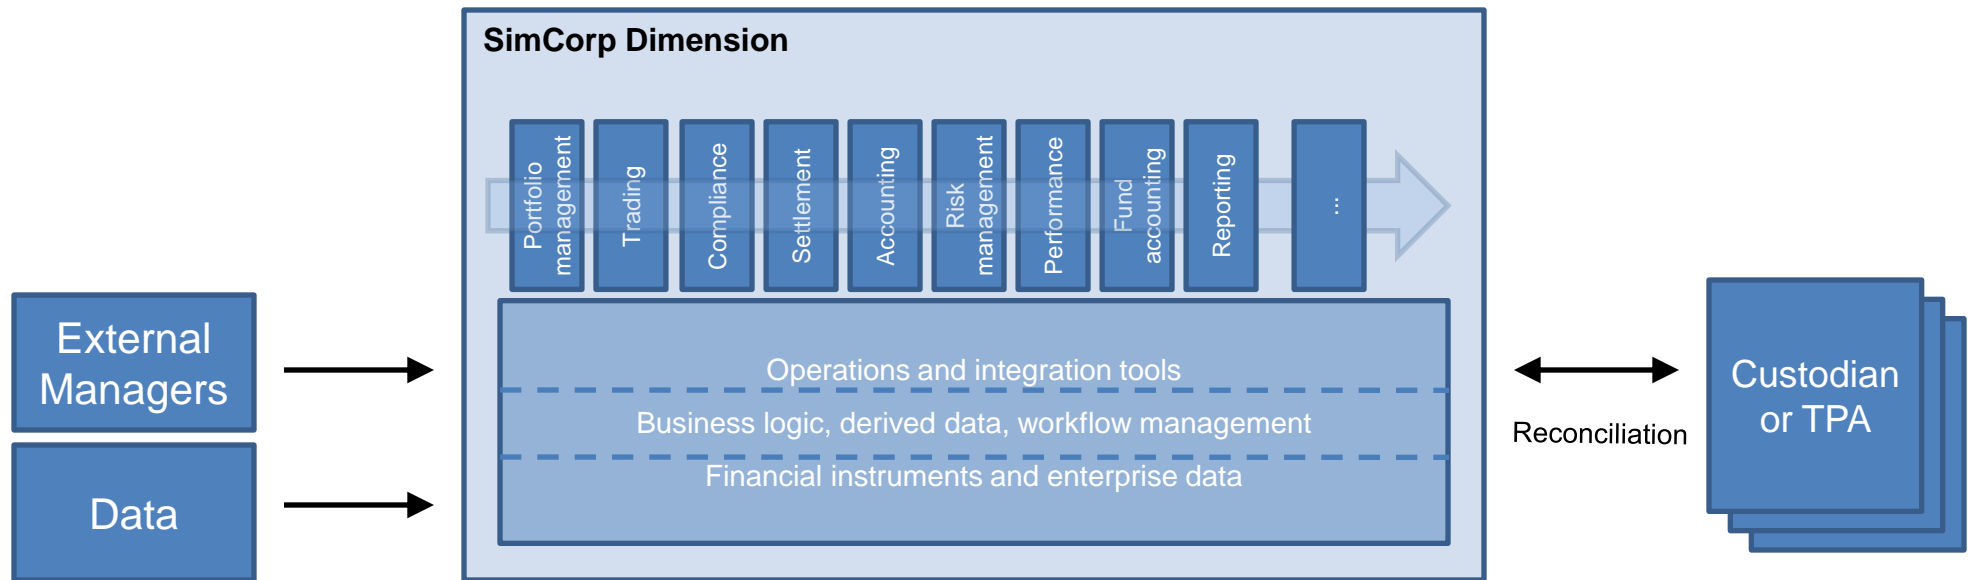 SimCorp Dimension
Portfolio
management
Trading
Compliance
Settlement
Accounting
Risk
management
Performance
Fund
accounting
Reporting
...
External
Managers
Data
Operations and integration tools
Business logic, derived data, workflow management
Financial instruments and enterprise data
Reconciliation
Custodian
or TPA